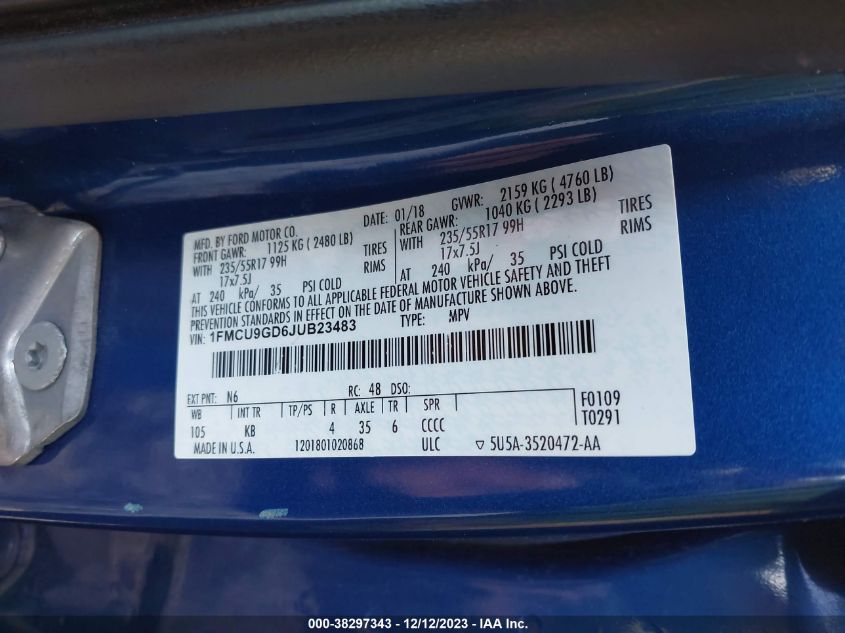 MFD. BY FORD MOTOR CO. DATE: 01/18 GVWR: 2159 KG ( 4760 LB)
FRONT GAWR: 1125 KG ( 2480 LB) REAR GAWR: 1040 KG ( 2293 LB)
WITH 235/55R17 99H TIRES WITH 235/55R17 99H TIRES
17x7.5J RIMS 17x7.5J RIMS
AT 240 kPa/ 35 PSI COLD AT 240 kPa/ 35 PSI COLD
THIS VEHICLE CONFORMS TO ALL APPLICABLE FEDERAL MOTOR VEHICLE SAFETY AND THEFT
PREVENTION STANDARDS IN EFFECT ON THE DATE OF MANUFACTURE SHOWN ABOVE.
VIN: 1FMCU9GD6JUB23483 TYPE: MPV
EXT PNT: N6 RC: 48 DSO: F0109
WB INT TR TP/PS R AXLE TR SPR T0291
105 KB 4 35 6 CCCC
MADE IN U.S.A. 1201801020868 ULC ▽ 5U5A-3520472-AA
000-38297343 - 12/12/2023 - IAA Inc.